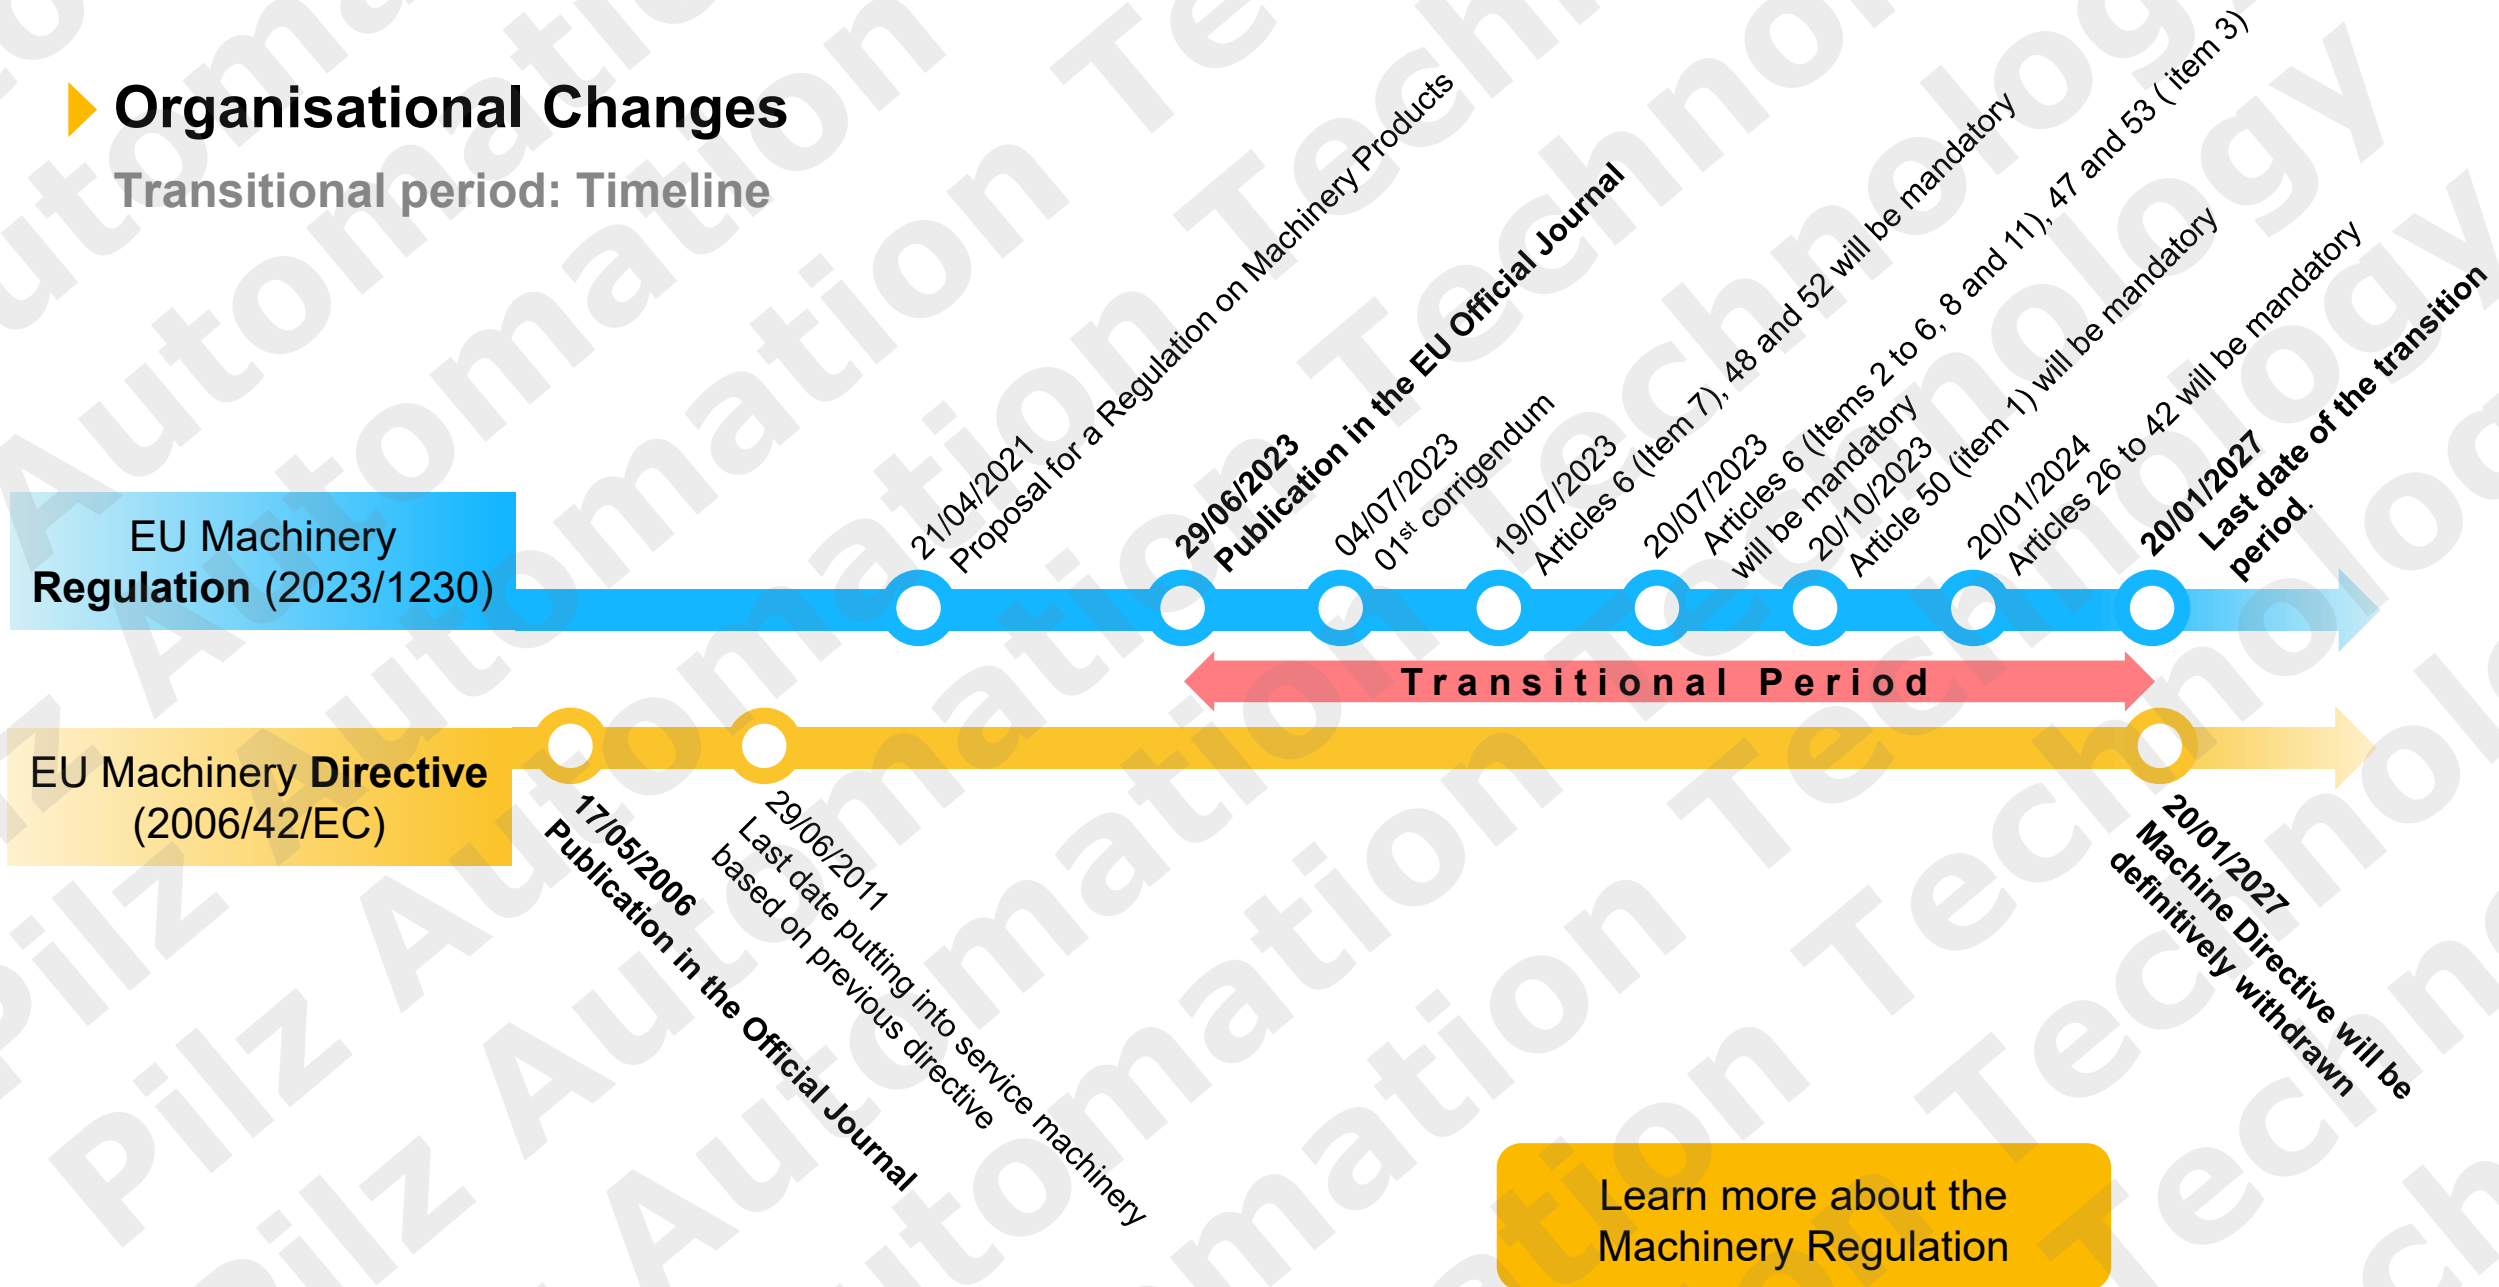 Organisational Changes
Transitional period: Timeline
EU Machinery
Regulation (2023/1230)
21/04/2021
Proposal for a Regulation on Machinery Products
29/06/2023
Publication in the EU Official Journal
04/07/2023
01st corrigendum
19/07/2023
Articles 6 (Item 7), 48 and 52 will be mandatory
20/07/2023
Articles 6 (Items 2 to 6, 8 and 11), 47 and 53 ( item 3)
will be mandatory
20/10/2023
Article 50 (item 1) will be mandatory
20/01/2024
Articles 26 to 42 will be mandatory
20/01/2027
Last date of the transition
period.
Transitional Period
EU Machinery Directive
(2006/42/EC)
17/05/2006
Publication in the Official Journal
29/06/2011
Last date putting into service machinery
based on previous directive
20/01/2027
Machine Directive will be
definitively withdrawn
Learn more about the
Machinery Regulation
Pilz Automation Technology